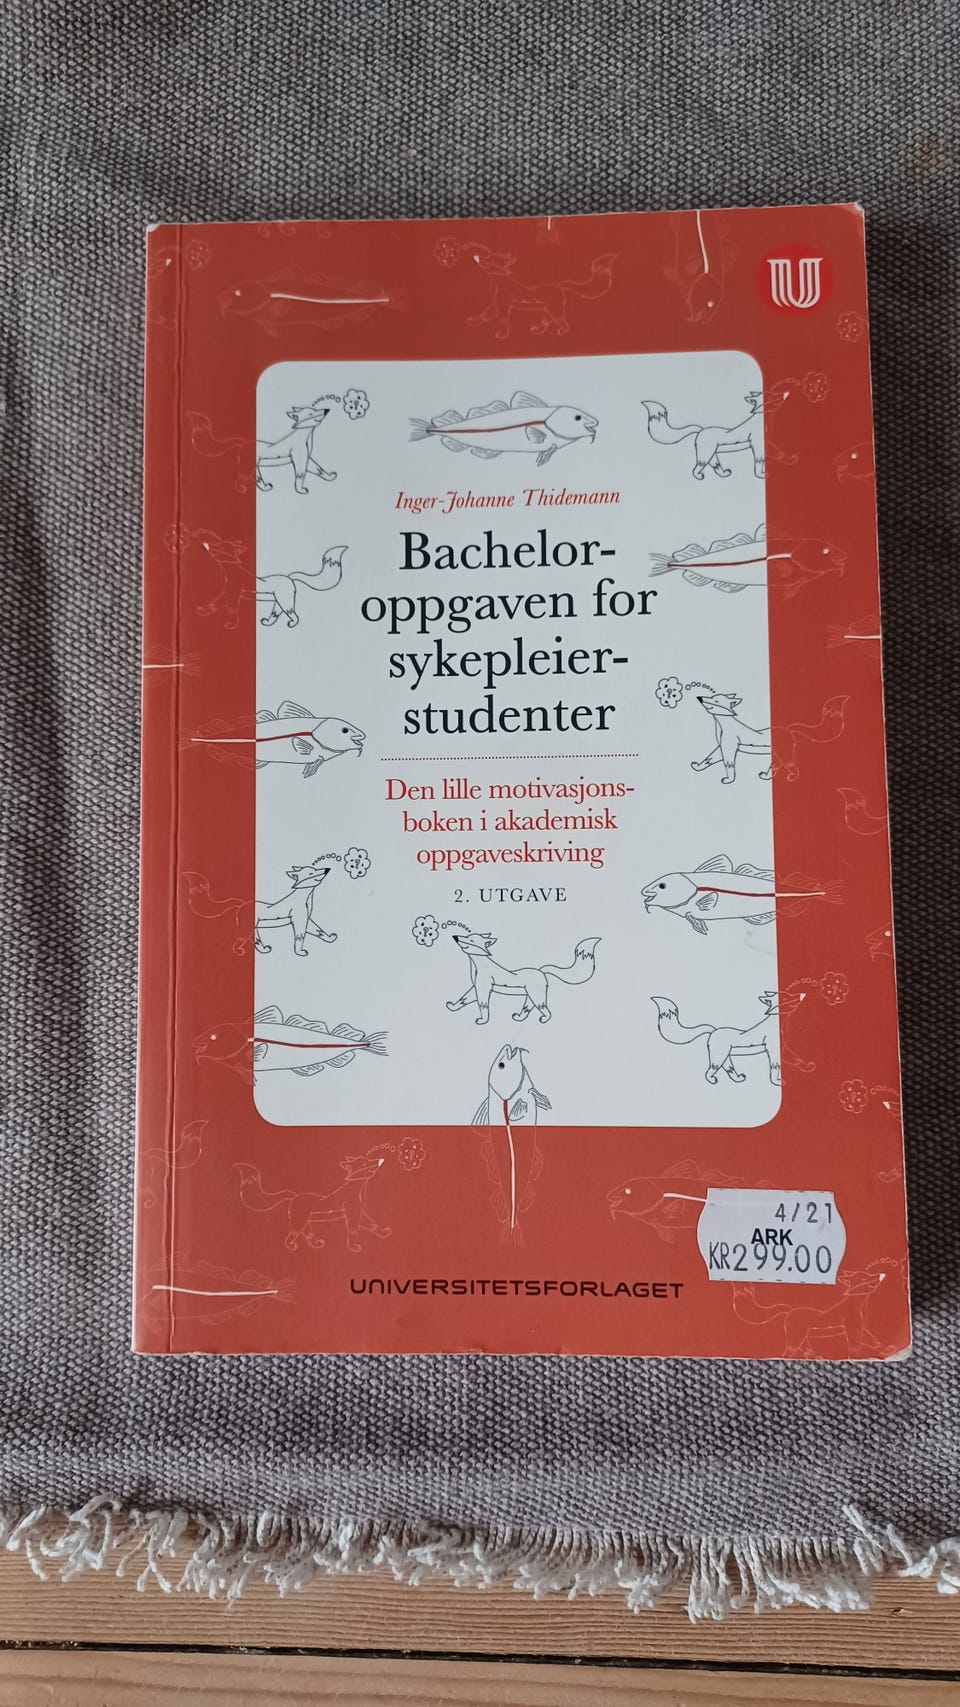 U
Inger-Johanne Thidemann
Bachelor-
oppgaven for
sykepleier-
studenter
Den lille motivasjons-
boken i akademisk
oppgaveskriving
2. UTGAVE
4/21
ARK
KR299.00
UNIVERSITETSFORLAGET